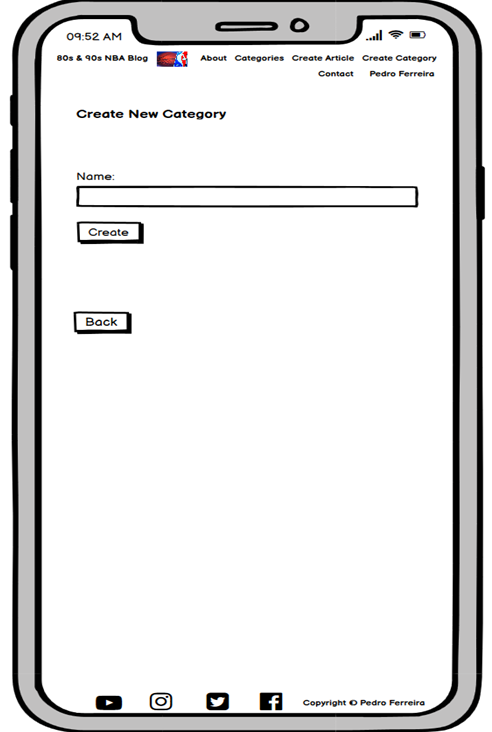 09:52 AM
80s & 90s NBA Blog About Categories Create Article Create Category
Contact Pedro Ferreira
Create New Category
Name:
Create
Back
Copyright © Pedro Ferreira